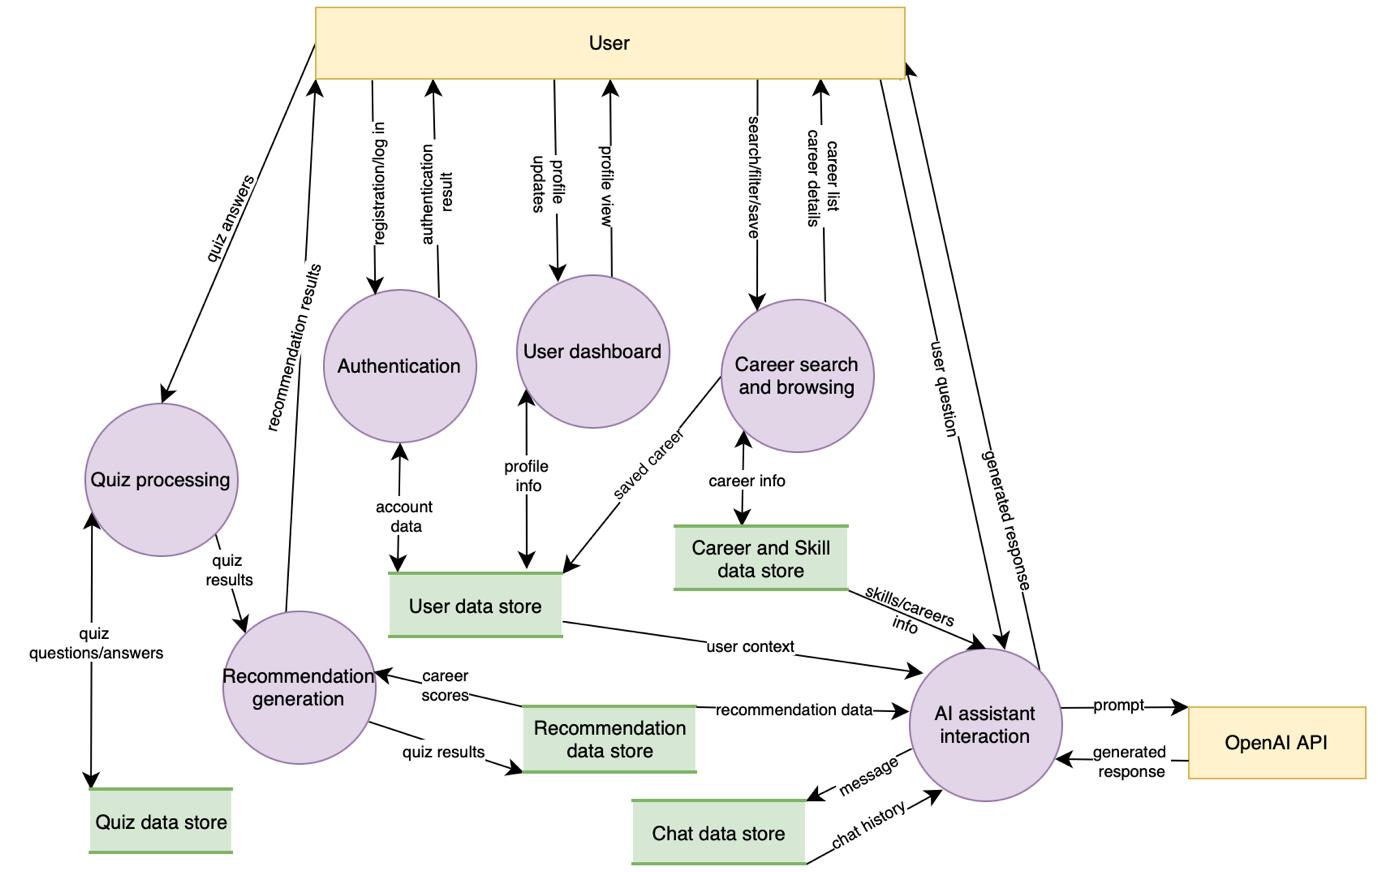 User
quiz answers
recommendation results
registration/log in
authentication
result
profile
updates
profile view
search/filter/save
career list
career details
user question
generated response
Authentication
User dashboard
Career search
and browsing
Quiz processing
account
data
profile
info
saved career
career info
quiz
results
quiz
questions/answers
User data store
Career and Skill
data store
skills/careers
info
user context
Recommendation
generation
career
scores
quiz results
Recommendation
data store
recommendation data
AI assistant
interaction
prompt
generated
response
OpenAI API
message
chat history
Quiz data store
Chat data store